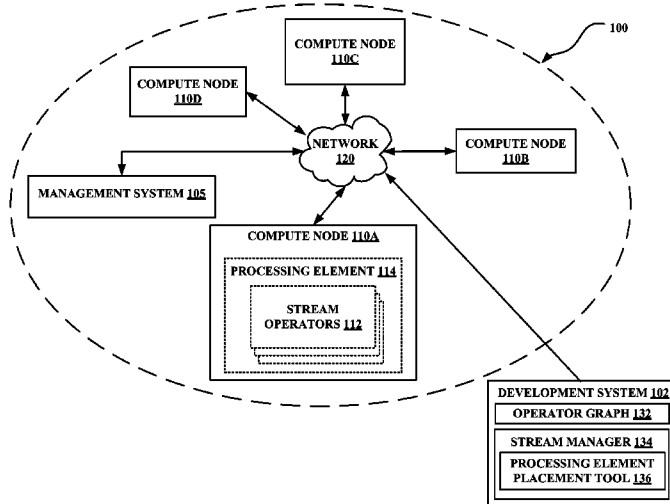 COMPUTE NODE
110C
100
COMPUTE NODE
110D
NETWORK
120
COMPUTE NODE
110B
MANAGEMENT SYSTEM 105
COMPUTE NODE 110A
PROCESSING ELEMENT 114
STREAM
OPERATORS 112
DEVELOPMENT SYSTEM 102
OPERATOR GRAPH 132
STREAM MANAGER 134
PROCESSING ELEMENT
PLACEMENT TOOL 136